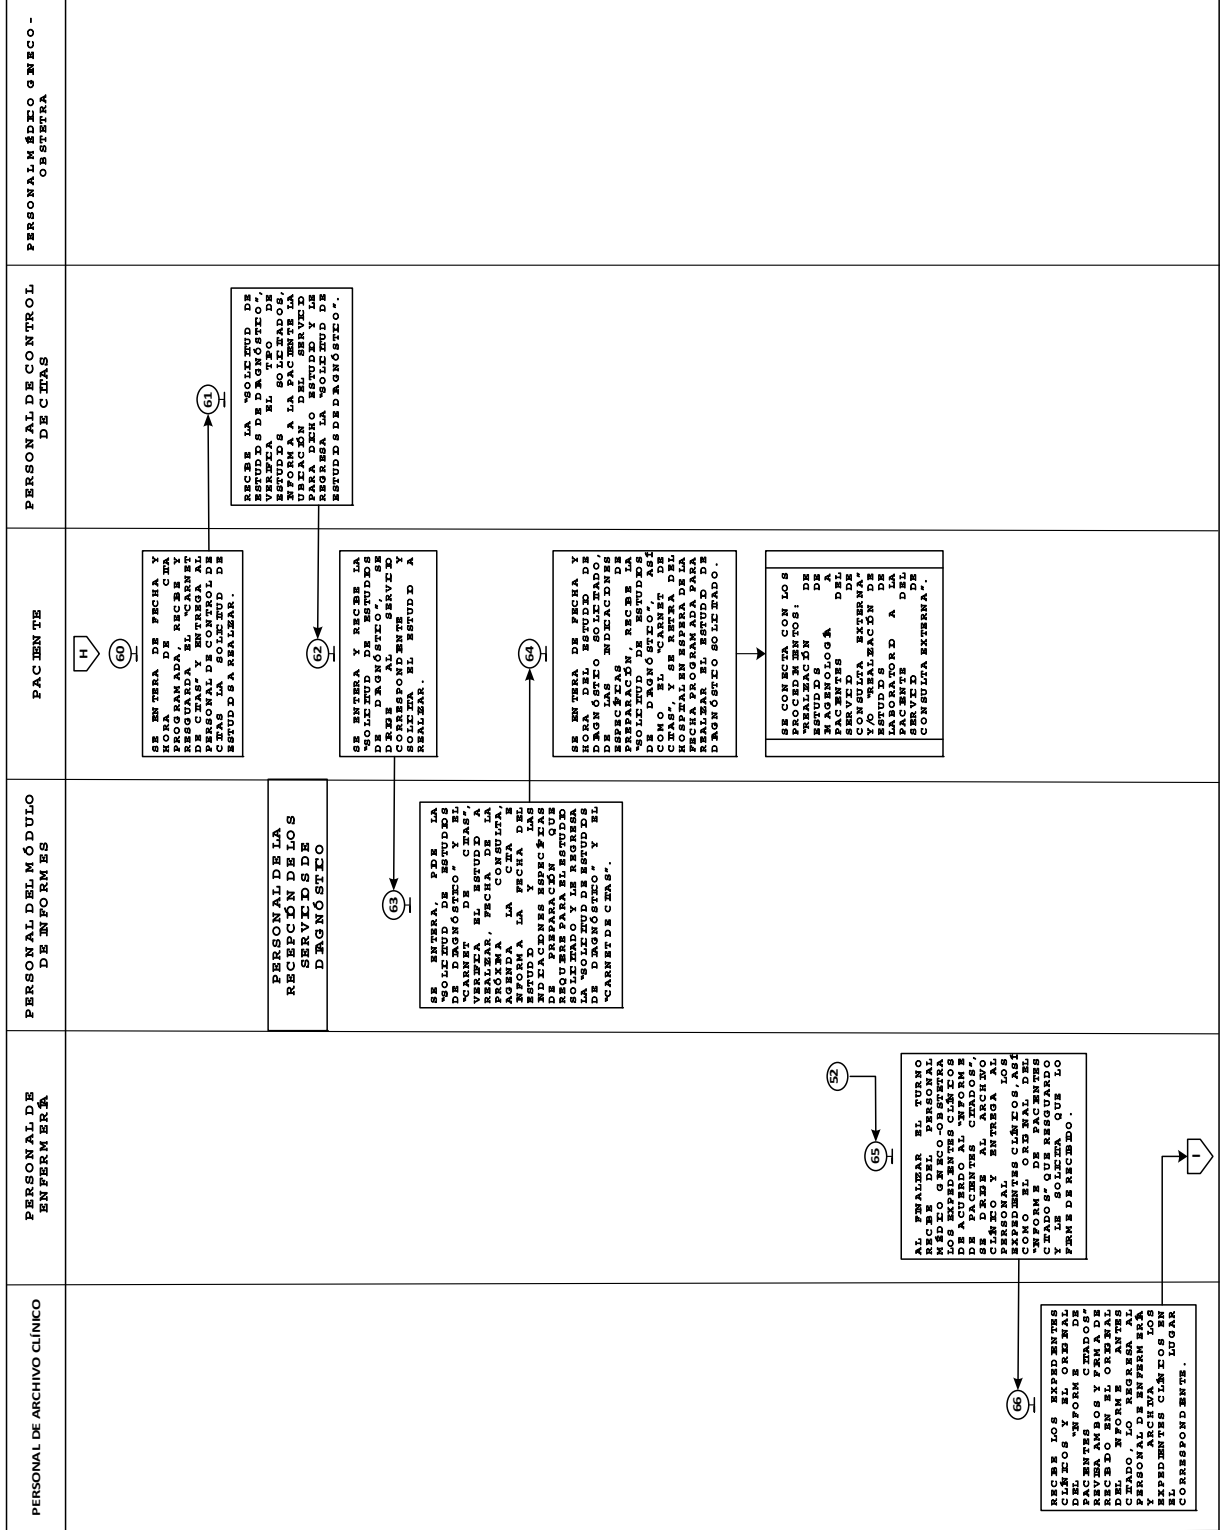 PERSONAL DE ARCHIVO CLÍNICO
PERSONAL DE
ENFERMERÍA
PERSONAL DEL MÓDULO
DE INFORMES
PACIENTE
PERSONAL DE CONTROL
DE CITAS
PERSONAL MÉDICO GINECO-
OBSTETRA
H
60
SE ENTERA DE FECHA Y
HORA DE CITA
PROGRAMADA, RECIBE Y
RESGUARDA EL "CARNET
DE CITAS" Y ENTREGA AL
PERSONAL DE CONTROL DE
CITAS LA SOLICITUD DE
ESTUDIOS A REALIZAR.
61
RECIBE LA "SOLICITUD DE
ESTUDIOS DE DIAGNÓSTICO",
VERIFICA EL TIPO DE
ESTUDIOS SOLICITADOS,
INFORMA A LA PACIENTE LA
UBICACIÓN DEL SERVICIO
PARA DICHO ESTUDIO Y LE
REGRESA LA "SOLICITUD DE
ESTUDIOS DE DIAGNÓSTICO".
PERSONAL DE LA
RECEPCIÓN DE LOS
SERVICIOS DE
DIAGNÓSTICO
62
SE ENTERA Y RECIBE LA
"SOLICITUD DE ESTUDIOS
DE DIAGNÓSTICO", SE
DIRIGE AL SERVICIO
CORRESPONDIENTE Y
SOLICITA EL ESTUDIO A
REALIZAR.
63
SE ENTERA, PIDE LA
"SOLICITUD DE ESTUDIOS
DE DIAGNÓSTICO" Y EL
"CARNET DE CITAS",
VERIFICA EL ESTUDIO A
REALIZAR, FECHA DE LA
PRÓXIMA CONSULTA,
AGENDA LA CITA E
INFORMA LA FECHA DEL
ESTUDIO Y LAS
INDICACIONES ESPECÍFICAS
DE PREPARACIÓN QUE
REQUIERE PARA EL ESTUDIO
SOLICITADO Y LE REGRESA
LA "SOLICITUD DE ESTUDIOS
DE DIAGNÓSTICO" Y EL
"CARNET DE CITAS".
64
SE ENTERA DE FECHA Y
HORA DEL ESTUDIO DE
DIAGNÓSTICO SOLICITADO,
DE LAS INDICACIONES
ESPECÍFICAS DE
PREPARACIÓN, RECIBE LA
"SOLICITUD DE ESTUDIOS
DE DIAGNÓSTICO", ASÍ
COMO EL "CARNET DE
CITAS", Y SE RETIRA DEL
HOSPITAL EN ESPERA DE LA
FECHA PROGRAMADA PARA
REALIZAR EL ESTUDIO DE
DIAGNÓSTICO SOLICITADO.
SE CONECTA CON LOS
PROCEDIMIENTOS:
"REALIZACIÓN DE
ESTUDIOS DE
IMAGENOLOGÍA A
PACIENTES DEL
SERVICIO DE
CONSULTA EXTERNA"
Y/O "REALIZACIÓN DE
ESTUDIOS DE
LABORATORIO A LA
PACIENTE DEL
SERVICIO DE
CONSULTA EXTERNA".
52
65
AL FINALIZAR EL TURNO
RECIBE DEL PERSONAL
MÉDICO GINECO-OBSTETRA
LOS EXPEDIENTES CLÍNICOS
DE ACUERDO AL "INFORME
DE PACIENTES CITADOS",
SE DIRIGE AL ARCHIVO
CLÍNICO Y ENTREGA AL
PERSONAL LOS
EXPEDIENTES CLÍNICOS, ASÍ
COMO EL ORIGINAL DEL
"INFORME DE PACIENTES
CITADOS" QUE RESGUARDO
Y LE SOLICITA QUE LO
FIRME DE RECIBIDO.
66
RECIBE LOS EXPEDIENTES
CLÍNICOS Y EL ORIGINAL
DEL "INFORME DE
PACIENTES CITADOS"
REVISA AMBOS Y FIRMA DE
RECIBIDO EN EL ORIGINAL
DEL INFORME ANTES
CITADO, LO REGRESA AL
PERSONAL DE ENFERMERÍA
Y ARCHIVA LOS
EXPEDIENTES CLÍNICOS EN
EL LUGAR
CORRESPONDIENTE.
I